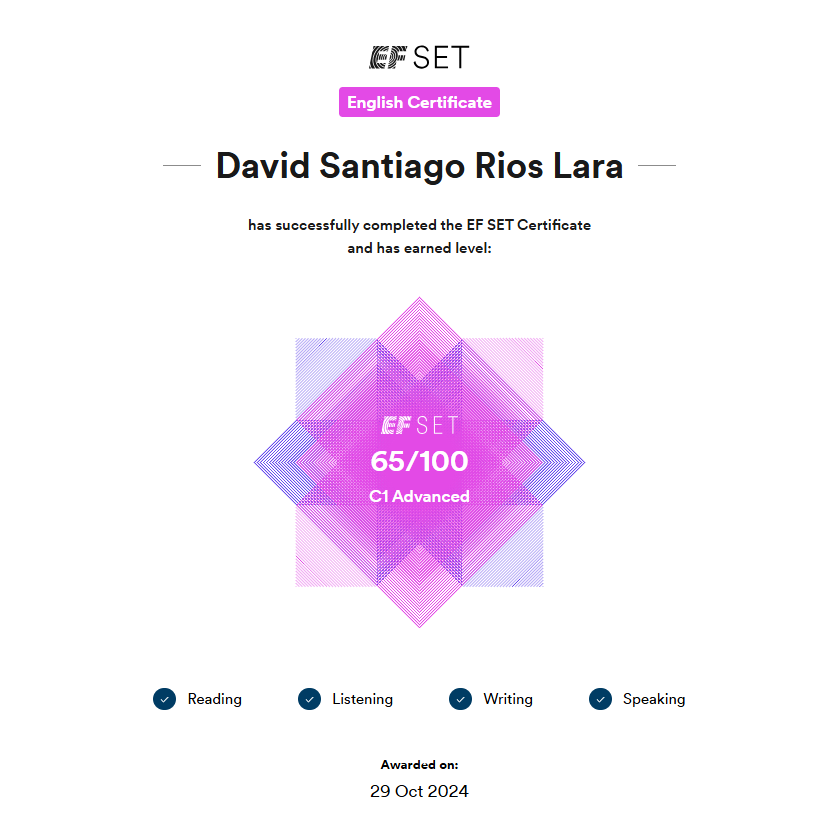 EF SET
English Certificate
David Santiago Rios Lara
has successfully completed the EF SET Certificate
and has earned level:
EF SET
65/100
C1 Advanced
Reading Listening Writing Speaking
Awarded on:
29 Oct 2024